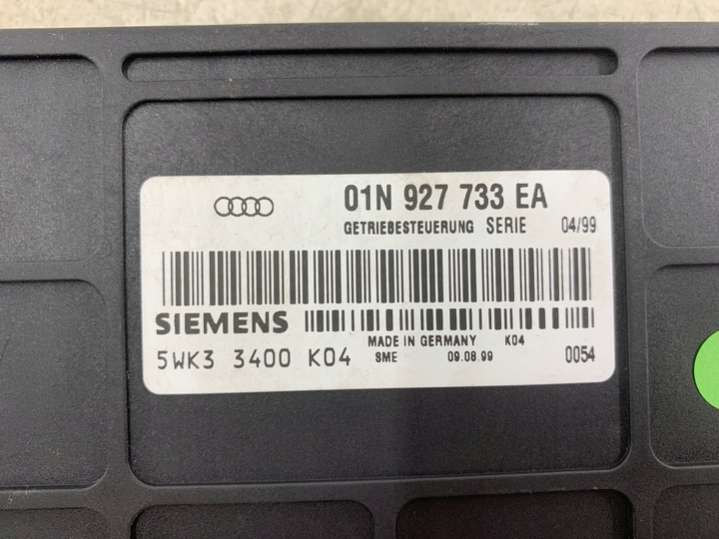 01N 927 733 EA
GETRIEBESTEUERUNG SERIE 04/99
SIEMENS
MADE IN GERMANY K04
5WK3 3400 K04 SME 09.08.99 0054